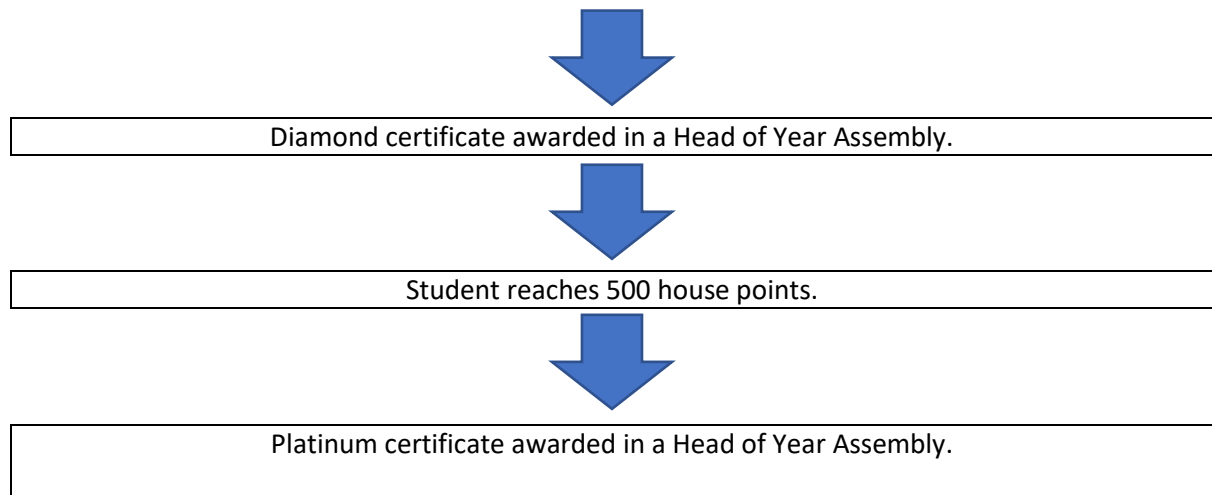 Diamond certificate awarded in a Head of Year Assembly.
Student reaches 500 house points.
Platinum certificate awarded in a Head of Year Assembly.